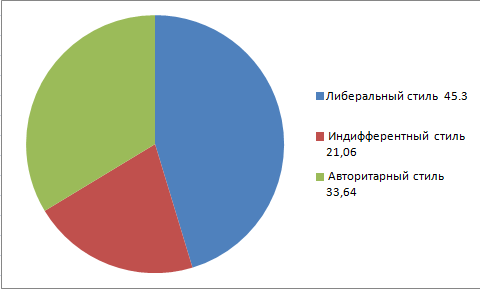 Либеральный стиль 45.3
Индифферентный стиль
21,06
Авторитарный стиль
33,64